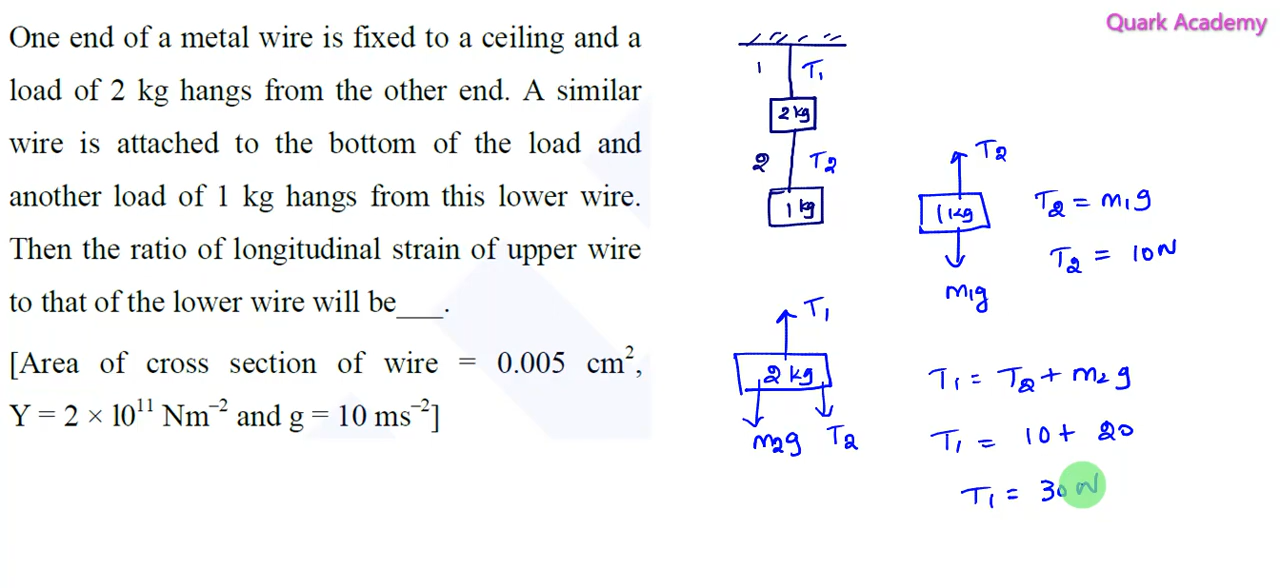 Quark Academy
One end of a metal wire is fixed to a ceiling and a
load of 2 kg hangs from the other end. A similar
wire is attached to the bottom of the load and
another load of 1 kg hangs from this lower wire.
Then the ratio of longitudinal strain of upper wire
to that of the lower wire will be____.
[Area of cross section of wire = 0.005 cm², 
Y = 2 × 10¹¹ Nm⁻² and g = 10 ms⁻²]
1 T₁
2 kg
2 T₂
1 kg
T₂
1 kg
m₁g
T₂ = m₁g
T₂ = 10N
T₁
2 kg
m₂g T₂
T₁ = T₂ + m₂g
T₁ = 10 + 20
T₁ = 30 N